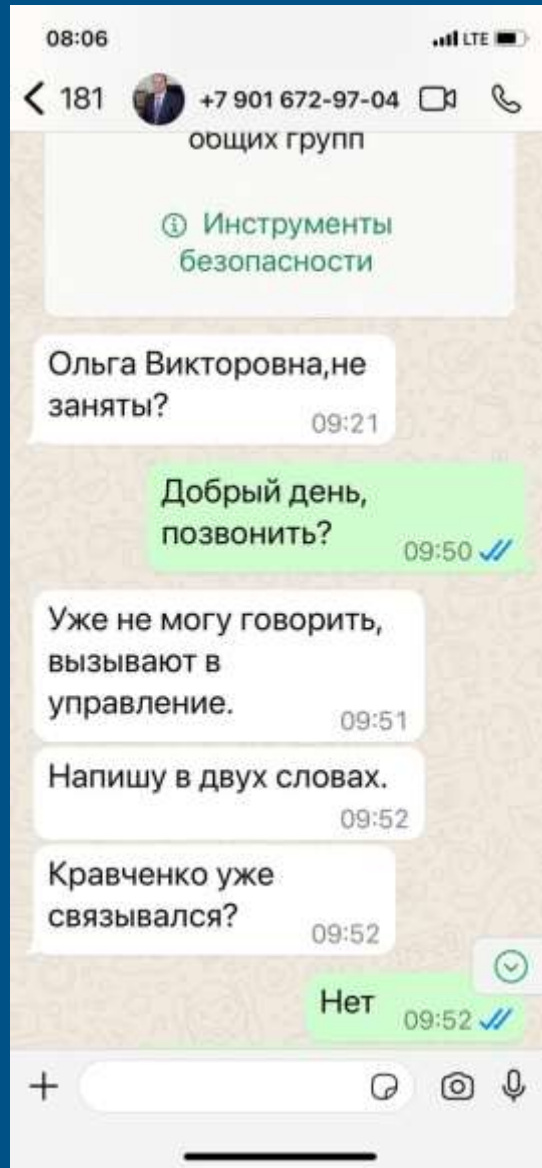 08:06
LTE
181 +7 901 672-97-04
общих групп
Инструменты
безопасности
Ольга Викторовна,не
заняты?
09:21
Добрый день,
позвонить?
09:50
Уже не могу говорить,
вызывают в
управление.
09:51
Напишу в двух словах.
09:52
Кравченко уже
связывался?
09:52
Нет
09:52